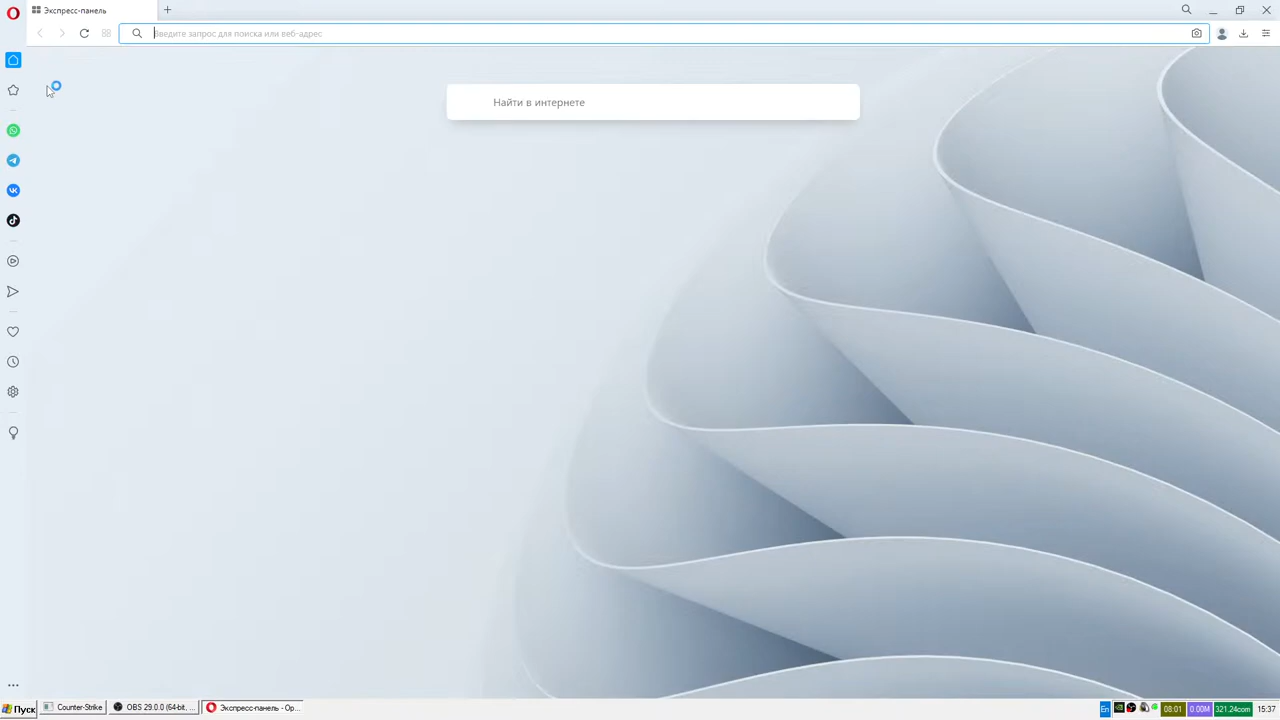 Экспресс-панель
Введите запрос для поиска или веб-адрес
Найти в интернете
Пуск
Counter-Strike
OBS 29.0.0 (64-bit, ...
Экспресс-панель - Op...
En
08:01
0.00M
321.24com
15:37